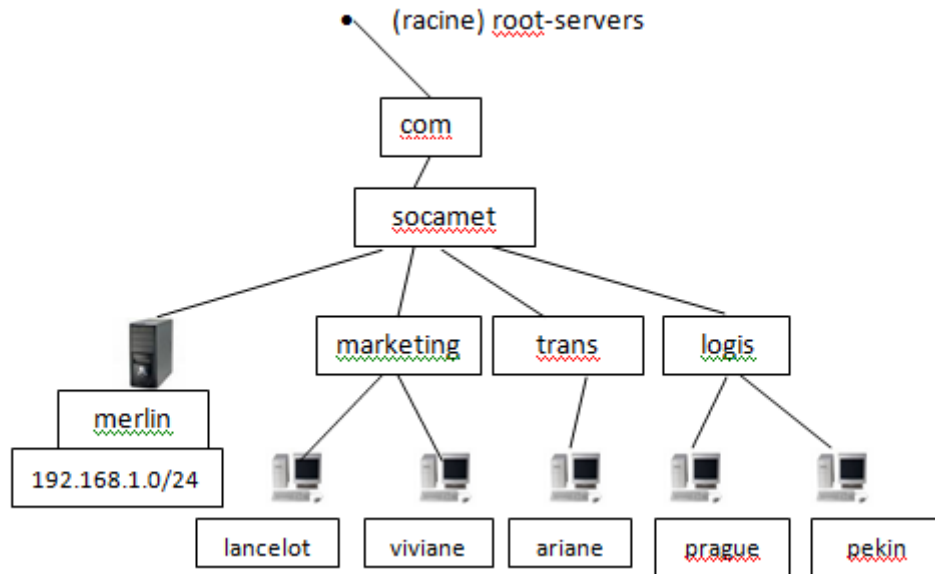 (racine) root-servers
com
socamet
marketing
trans
logis
merlin
192.168.1.0/24
lancelot
viviane
ariane
prague
pekin